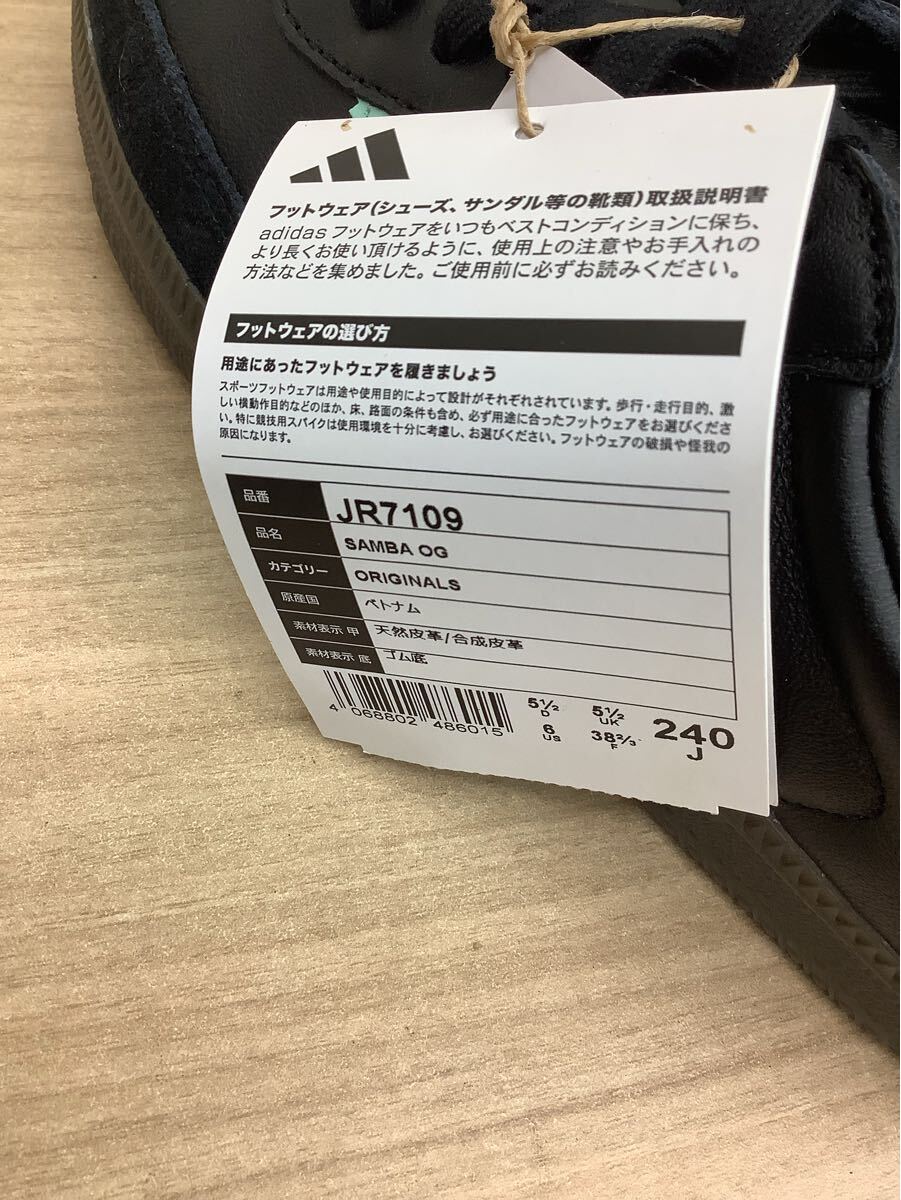 フットウェア(シューズ、サンダル等の靴類)取扱説明書
adidas フットウェアをいつもベストコンディションに保ち、
より長くお使い頂けるように、使用上の注意やお手入れの
方法などを集めました。ご使用前に必ずお読みください。
フットウェアの選び方
用途にあったフットウェアを履きましょう
スポーツフットウェアは用途や使用目的によって設計がそれぞれされています。歩行・走行目的、激
しい横動作目的などのほか、床、路面の条件も含め、必ず用途に合ったフットウェアをお選びくださ
い。特に競技用スパイクは使用環境を十分に考慮し、お選びください。フットウェアの破損や怪我の
原因になります。
品番 JR7109
品名 SAMBA OG
カテゴリー ORIGINALS
原産国 ベトナム
素材表示 甲 天然皮革/合成皮革
素材表示 底 ゴム底
4 068802 486015
5½ D 5½ UK
6 US 38⅔ F
240 J